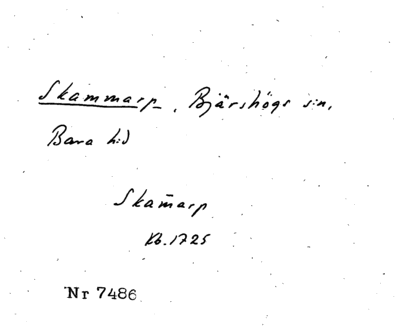 Skammarp, Bjärshögs sn,
Bara hd
Skam̄arp
Kb. 1725
Nr 7486